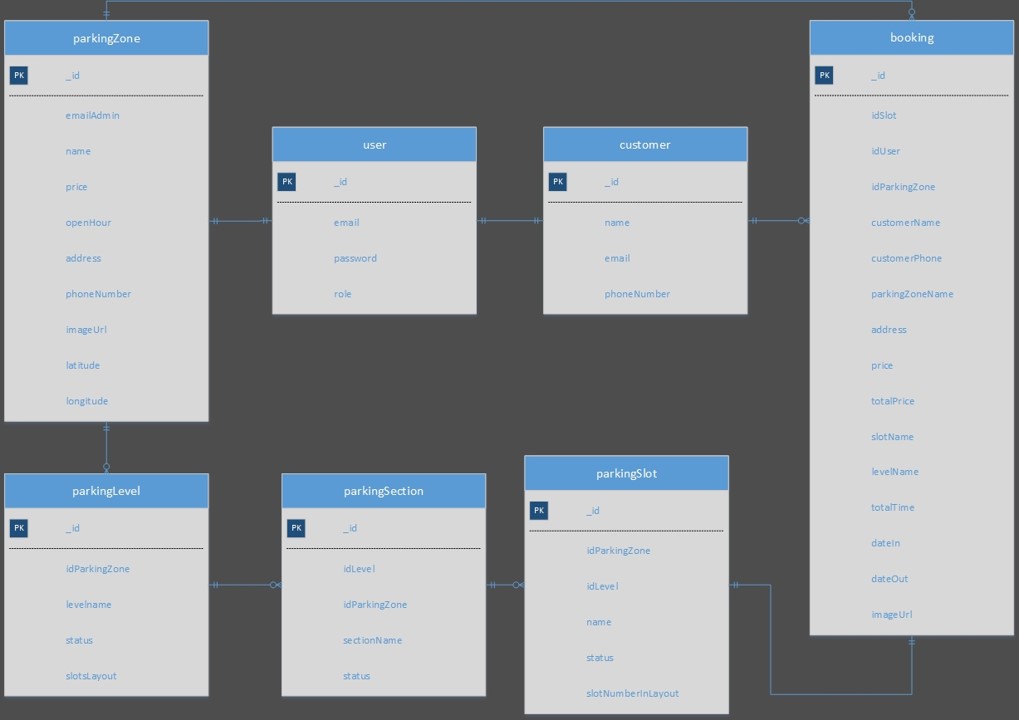 parkingZone
PK _id
emailAdmin
name
price
openHour
address
phoneNumber
imageUrl
latitude
longitude
user
PK _id
email
password
role
customer
PK _id
name
email
phoneNumber
booking
PK _id
idSlot
idUser
idParkingZone
customerName
customerPhone
parkingZoneName
address
price
totalPrice
slotName
levelName
totalTime
dateIn
dateOut
imageUrl
parkingLevel
PK _id
idParkingZone
levelname
status
slotsLayout
parkingSection
PK _id
idLevel
idParkingZone
sectionName
status
parkingSlot
PK _id
idParkingZone
idLevel
name
status
slotNumberInLayout